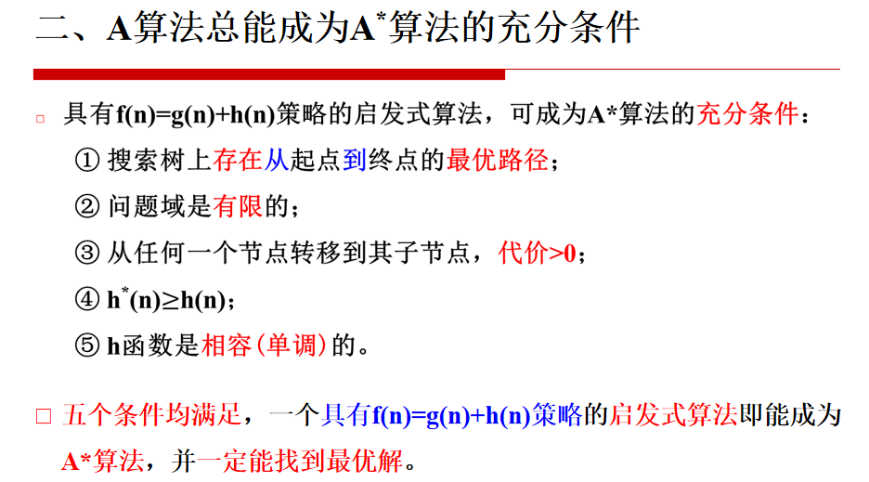 二、A算法总能成为A*算法的充分条件
具有f(n)=g(n)+h(n)策略的启发式算法，可成为A*算法的充分条件：
① 搜索树上存在从起点到终点的最优路径；
② 问题域是有限的；
③ 从任何一个节点转移到其子节点，代价>0；
④ h*(n)≥h(n)；
⑤ h函数是相容(单调)的。
五个条件均满足，一个具有f(n)=g(n)+h(n)策略的启发式算法即能成为
A*算法，并一定能找到最优解。